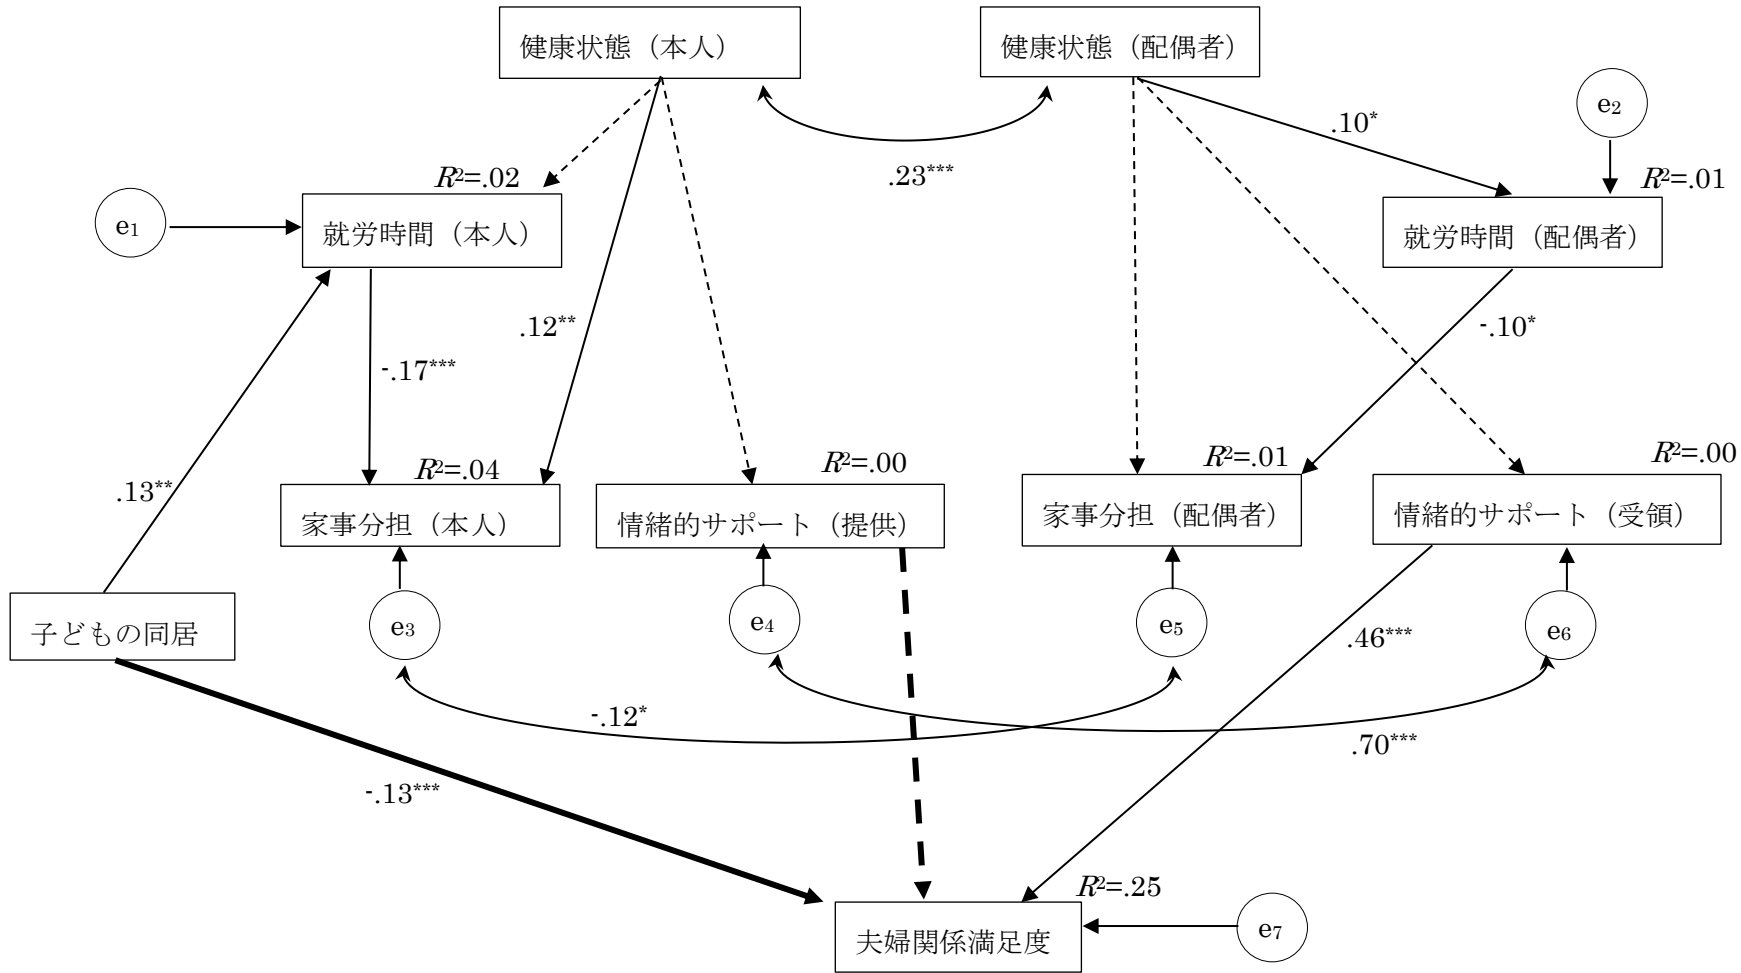 健康状態（本人）
健康状態（配偶者）
e2
.10*
.23***
R²=.02
R²=.01
e1
就労時間（本人）
就労時間（配偶者）
.12**
-.10*
-.17***
R²=.04
R²=.00
R²=.01
R²=.00
.13**
家事分担（本人）
情緒的サポート（提供）
家事分担（配偶者）
情緒的サポート（受領）
子どもの同居
e3
e4
e5
e6
.46***
-.12*
.70***
-.13***
R²=.25
夫婦関係満足度
e7